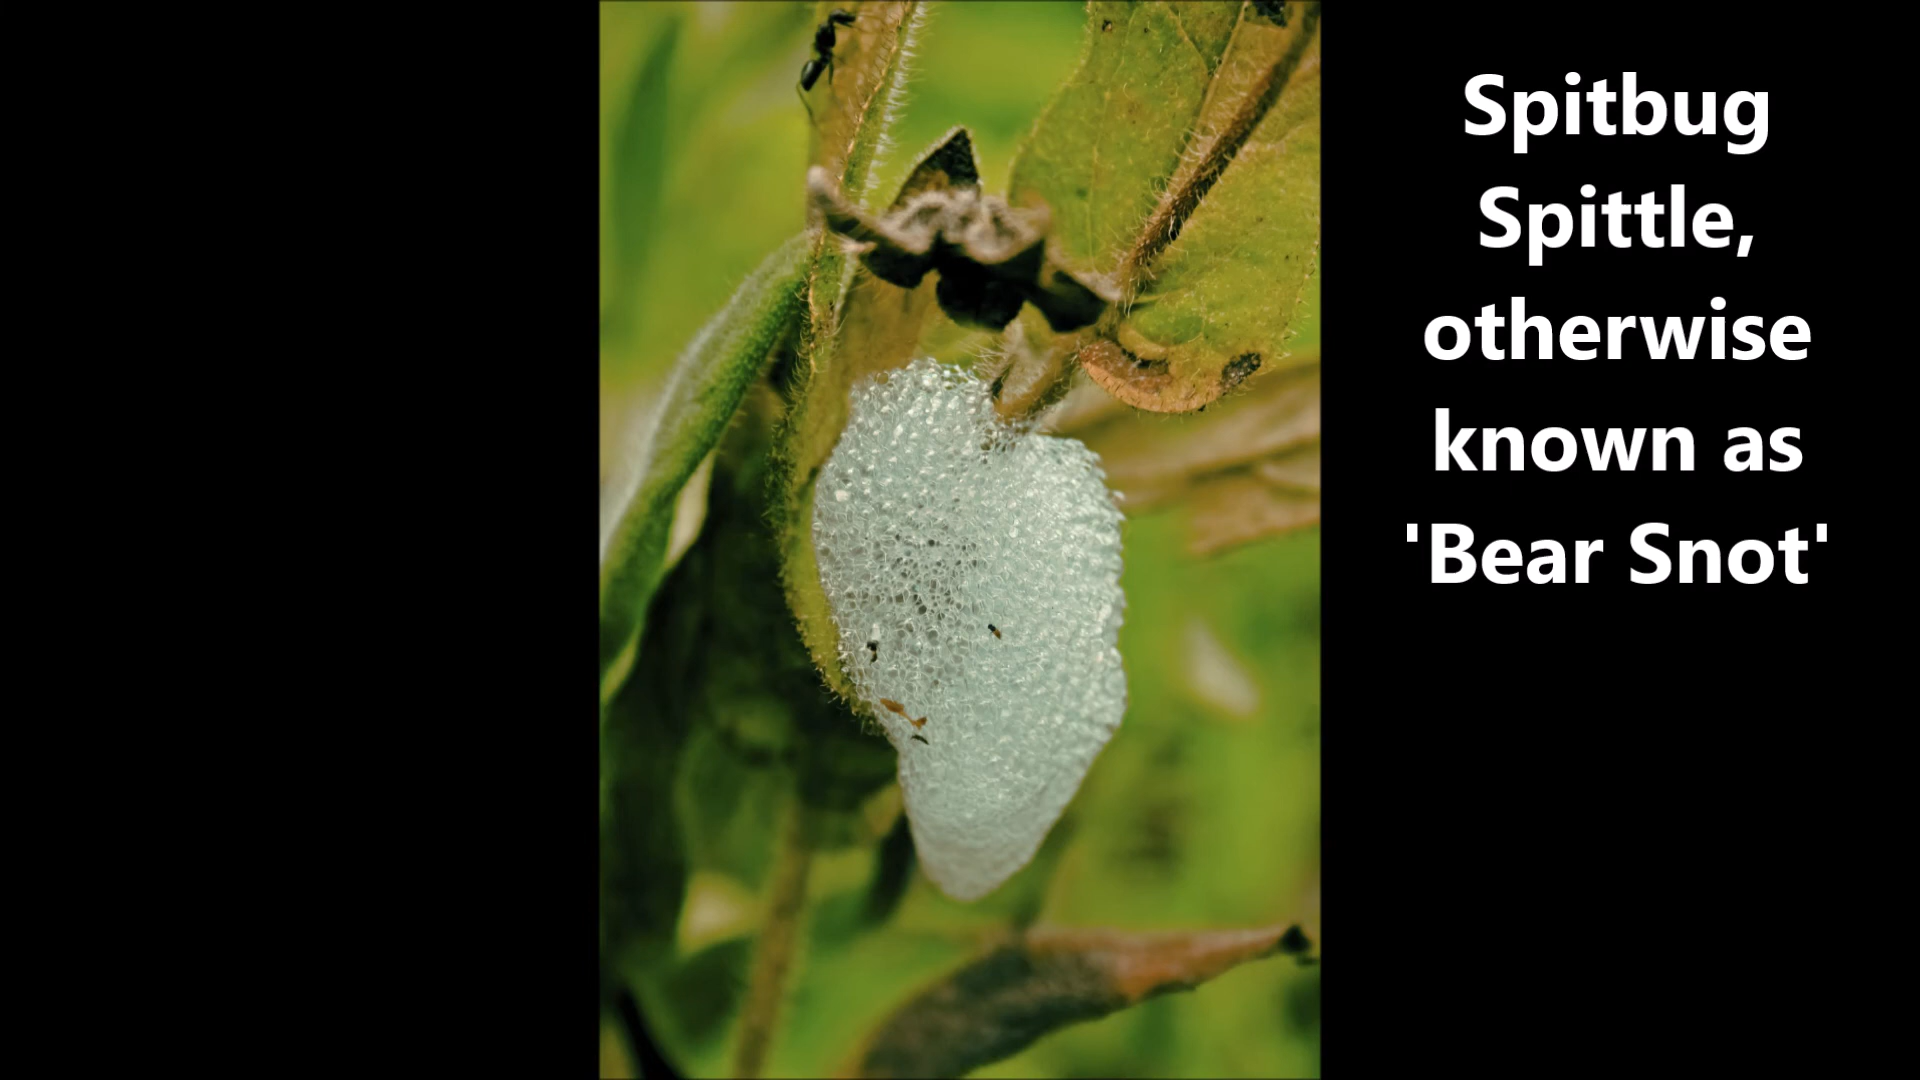 Spitbug
Spittle,
otherwise
known as
'Bear Snot'